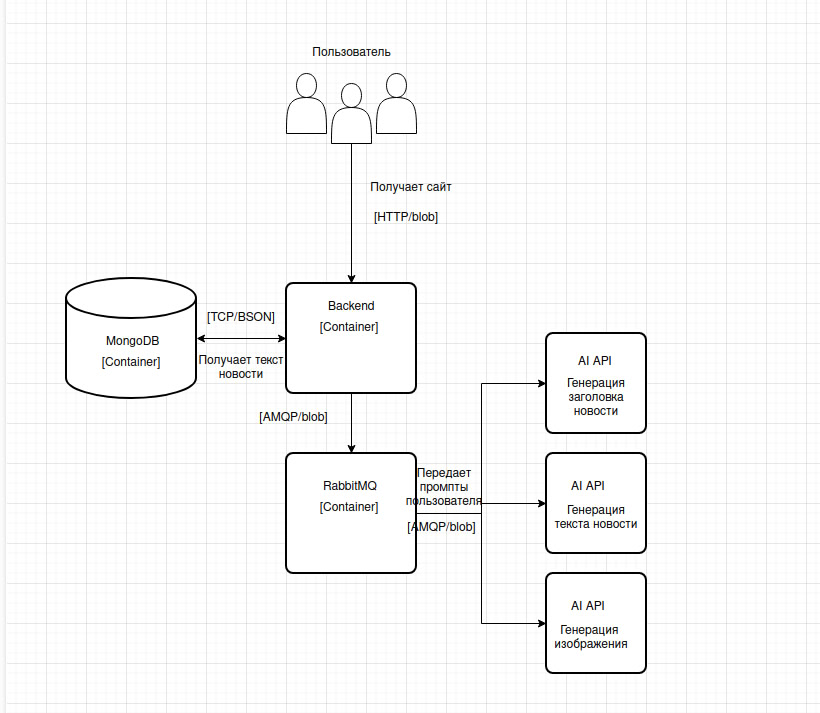 Пользователь
Получает сайт
[HTTP/blob]
MongoDB
[Container]
[TCP/BSON]
Получает текст
новости
Backend
[Container]
[AMQP/blob]
RabbitMQ
[Container]
Передает
промпты
пользователя
[AMQP/blob]
AI API
Генерация
заголовка
новости
AI API
Генерация
текста новости
AI API
Генерация
изображения